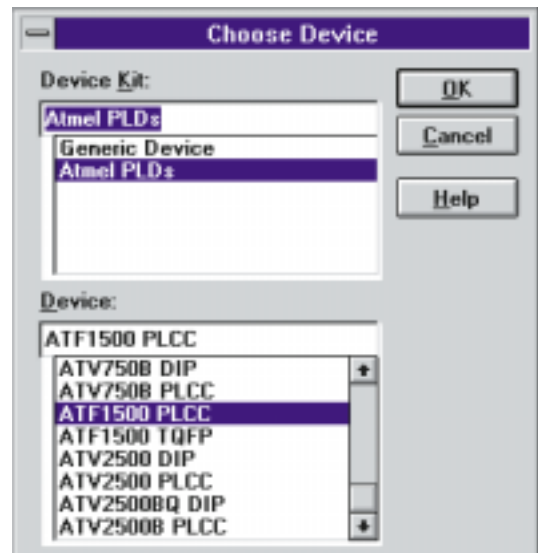 Choose Device
Device Kit:
OK
Atmel PLDs
Cancel
Generic Device
Atmel PLDs
Help
Device:
ATF1500 PLCC
ATV750B DIP
ATV750B PLCC
ATF1500 PLCC
ATF1500 TQFP
ATV2500 DIP
ATV2500 PLCC
ATV2500BQ DIP
ATV2500B PLCC